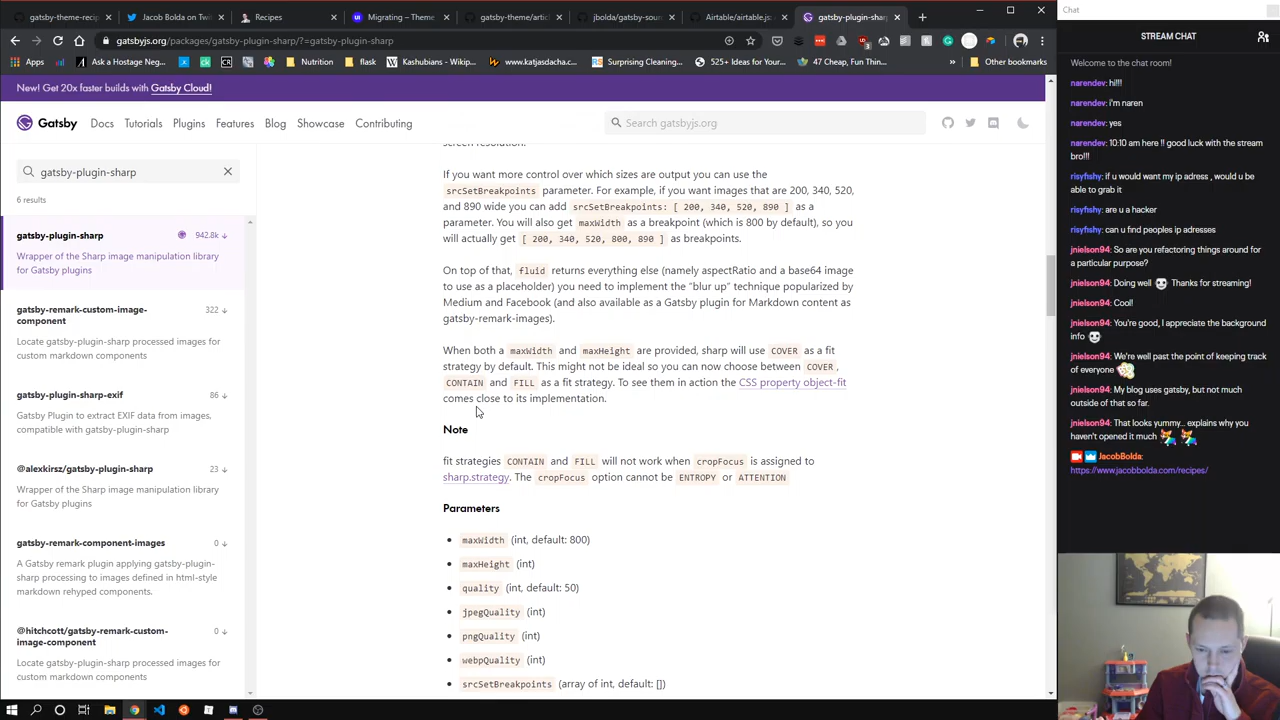 gatsby-theme-recip
Jacob Bolda on Twit
Recipes
Migrating – Theme
gatsby-theme/articl
jbolda/gatsby-sour
Airtable/airtable.js:
gatsby-plugin-sharp
gatsbyjs.org/packages/gatsby-plugin-sharp/?=gatsby-plugin-sharp
Apps
Ask a Hostage Neg...
Nutrition
flask
Kashubians - Wikip...
www.katjasdacha.c...
Surprising Cleaning...
525+ Ideas for Your...
47 Cheap, Fun Thin...
»
Other bookmarks
New! Get 20x faster builds with Gatsby Cloud!
Gatsby
Docs
Tutorials
Plugins
Features
Blog
Showcase
Contributing
Search gatsbyjs.org
gatsby-plugin-sharp
6 results
gatsby-plugin-sharp
942.8k
Wrapper of the Sharp image manipulation library
for Gatsby plugins
gatsby-remark-custom-image-
component
322
Locate gatsby-plugin-sharp processed images for
custom markdown components
gatsby-plugin-sharp-exif
86
Gatsby Plugin to extract EXIF data from images,
compatible with gatsby-plugin-sharp
@alexkirsz/gatsby-plugin-sharp
23
Wrapper of the Sharp image manipulation library
for Gatsby plugins
gatsby-remark-component-images
0
A Gatsby remark plugin applying gatsby-plugin-
sharp processing to images defined in html-style
markdown rehyped components.
@hitchcott/gatsby-remark-custom-
image-component
0
Locate gatsby-plugin-sharp processed images for
custom markdown components
screen resolution.
If you want more control over which sizes are output you can use the
srcSetBreakpoints parameter. For example, if you want images that are 200, 340, 520,
and 890 wide you can add srcSetBreakpoints: [ 200, 340, 520, 890 ] as a
parameter. You will also get maxWidth as a breakpoint (which is 800 by default), so you
will actually get [ 200, 340, 520, 800, 890 ] as breakpoints.
On top of that, fluid returns everything else (namely aspectRatio and a base64 image
to use as a placeholder) you need to implement the "blur up" technique popularized by
Medium and Facebook (and also available as a Gatsby plugin for Markdown content as
gatsby-remark-images).
When both a maxWidth and maxHeight are provided, sharp will use COVER as a fit
strategy by default. This might not be ideal so you can now choose between COVER ,
CONTAIN and FILL as a fit strategy. To see them in action the CSS property object-fit
comes close to its implementation.
Note
fit strategies CONTAIN and FILL will not work when cropFocus is assigned to
sharp.strategy. The cropFocus option cannot be ENTROPY or ATTENTION
Parameters
maxWidth (int, default: 800)
maxHeight (int)
quality (int, default: 50)
jpegQuality (int)
pngQuality (int)
webpQuality (int)
srcSetBreakpoints (array of int, default: [])
Chat
STREAM CHAT
Welcome to the chat room!
narendev: hi!!!
narendev: i'm naren
narendev: yes
narendev: 10:10 am here !! good luck with the stream
bro!!!
risyfishy: if u would want my ip adress , would u be
able to grab it
risyfishy: are u a hacker
risyfishy: can u find peoples ip adresses
jnielson94: So are you refactoring things around for
a particular purpose?
jnielson94: Doing well Thanks for streaming!
jnielson94: Cool!
jnielson94: You're good, I appreciate the background
info
jnielson94: We're well past the point of keeping track
of everyone
jnielson94: My blog uses gatsby, but not much
outside of that so far.
jnielson94: That looks yummy... explains why you
haven't opened it much
JacobBolda:
https://www.jacobbolda.com/recipes/